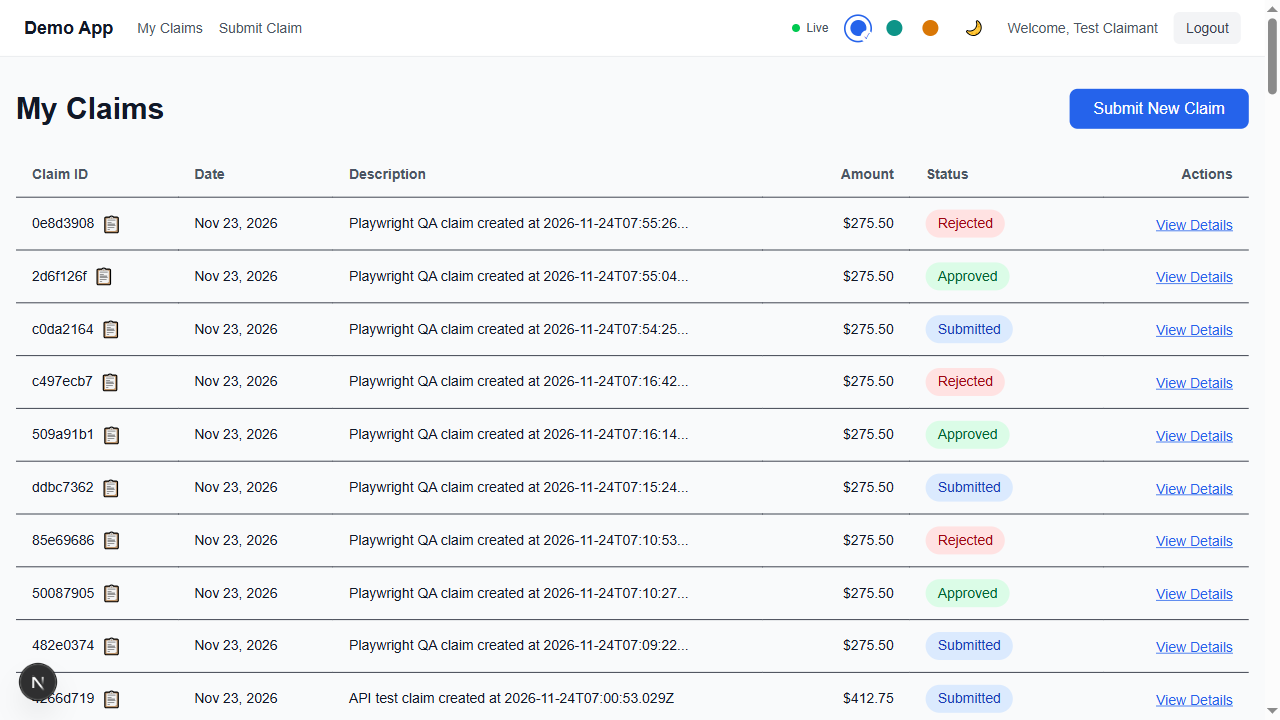 Demo App My Claims Submit Claim Live Welcome, Test Claimant Logout
My Claims Submit New Claim
Claim ID Date Description Amount Status Actions
0e8d3908 Nov 23, 2026 Playwright QA claim created at 2026-11-24T07:55:26... $275.50 Rejected View Details
2d6f126f Nov 23, 2026 Playwright QA claim created at 2026-11-24T07:55:04... $275.50 Approved View Details
c0da2164 Nov 23, 2026 Playwright QA claim created at 2026-11-24T07:54:25... $275.50 Submitted View Details
c497ecb7 Nov 23, 2026 Playwright QA claim created at 2026-11-24T07:16:42... $275.50 Rejected View Details
509a91b1 Nov 23, 2026 Playwright QA claim created at 2026-11-24T07:16:14... $275.50 Approved View Details
ddbc7362 Nov 23, 2026 Playwright QA claim created at 2026-11-24T07:15:24... $275.50 Submitted View Details
85e69686 Nov 23, 2026 Playwright QA claim created at 2026-11-24T07:10:53... $275.50 Rejected View Details
50087905 Nov 23, 2026 Playwright QA claim created at 2026-11-24T07:10:27... $275.50 Approved View Details
482e0374 Nov 23, 2026 Playwright QA claim created at 2026-11-24T07:09:22... $275.50 Submitted View Details
N Nov 23, 2026 API test claim created at 2026-11-24T07:00:53.029Z $412.75 Submitted View Details